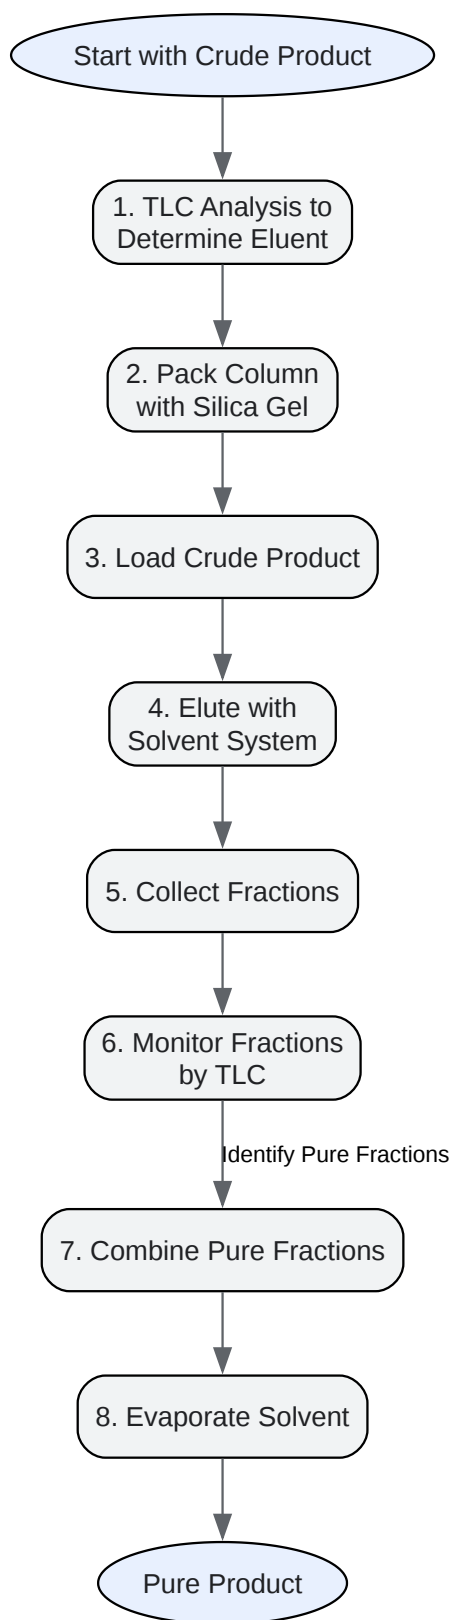 Start with Crude Product
1. TLC Analysis to
Determine Eluent
2. Pack Column
with Silica Gel
3. Load Crude Product
4. Elute with
Solvent System
5. Collect Fractions
6. Monitor Fractions
by TLC
Identify Pure Fractions
7. Combine Pure Fractions
8. Evaporate Solvent
Pure Product